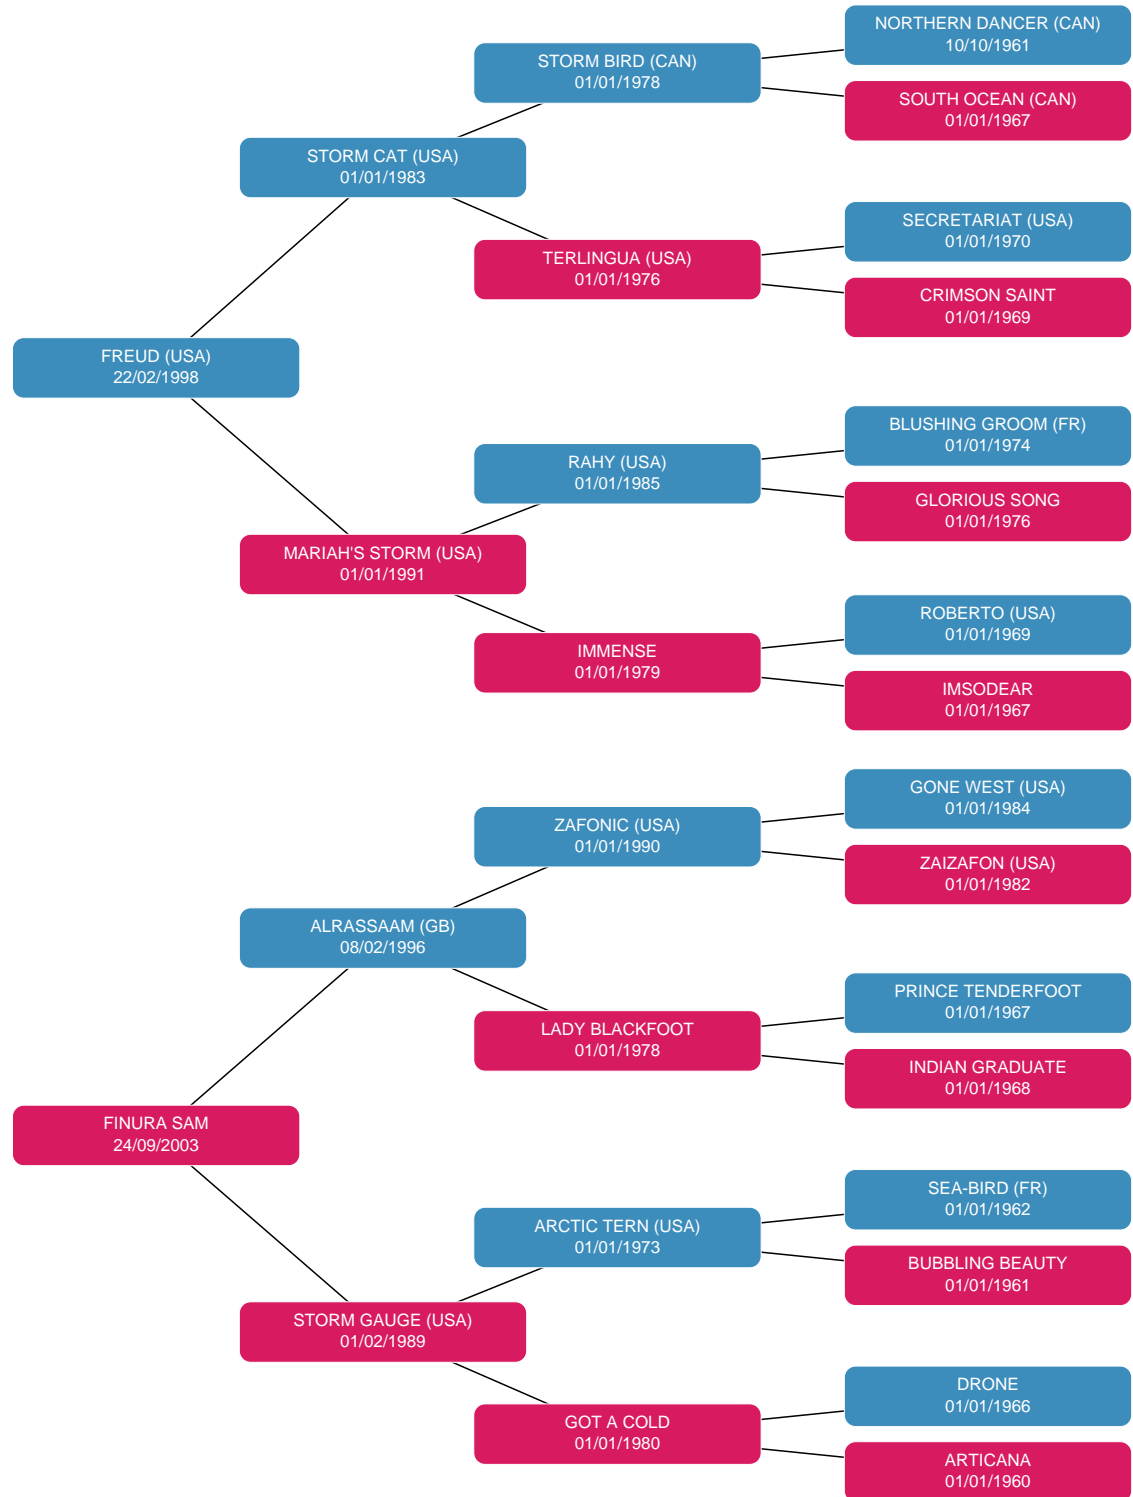 NORTHERN DANCER (CAN)
10/10/1961
STORM BIRD (CAN)
01/01/1978
SOUTH OCEAN (CAN)
01/01/1967
STORM CAT (USA)
01/01/1983
SECRETARIAT (USA)
01/01/1970
TERLINGUA (USA)
01/01/1976
CRIMSON SAINT
01/01/1969
FREUD (USA)
22/02/1998
BLUSHING GROOM (FR)
01/01/1974
RAHY (USA)
01/01/1985
GLORIOUS SONG
01/01/1976
MARIAH'S STORM (USA)
01/01/1991
ROBERTO (USA)
01/01/1969
IMMENSE
01/01/1979
IMSODEAR
01/01/1967
GONE WEST (USA)
01/01/1984
ZAFONIC (USA)
01/01/1990
ZAIZAFON (USA)
01/01/1982
ALRASSAAM (GB)
08/02/1996
PRINCE TENDERFOOT
01/01/1967
LADY BLACKFOOT
01/01/1978
INDIAN GRADUATE
01/01/1968
FINURA SAM
24/09/2003
SEA-BIRD (FR)
01/01/1962
ARCTIC TERN (USA)
01/01/1973
BUBBLING BEAUTY
01/01/1961
STORM GAUGE (USA)
01/02/1989
DRONE
01/01/1966
GOT A COLD
01/01/1980
ARTICANA
01/01/1960